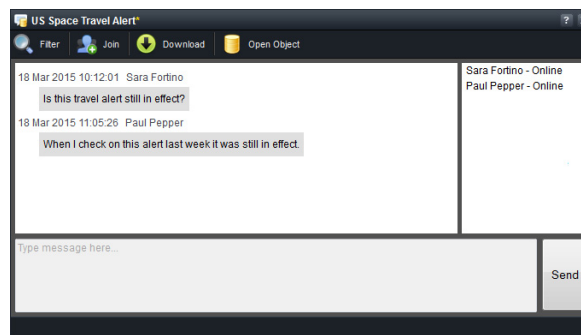 US Space Travel Alert*
?
Filter Join Download Open Object
18 Mar 2015 10:12:01 Sara Fortino
Is this travel alert still in effect?
18 Mar 2015 11:05:26 Paul Pepper
When I check on this alert last week it was still in effect.
Sara Fortino - Online
Paul Pepper - Online
Type message here...
Send